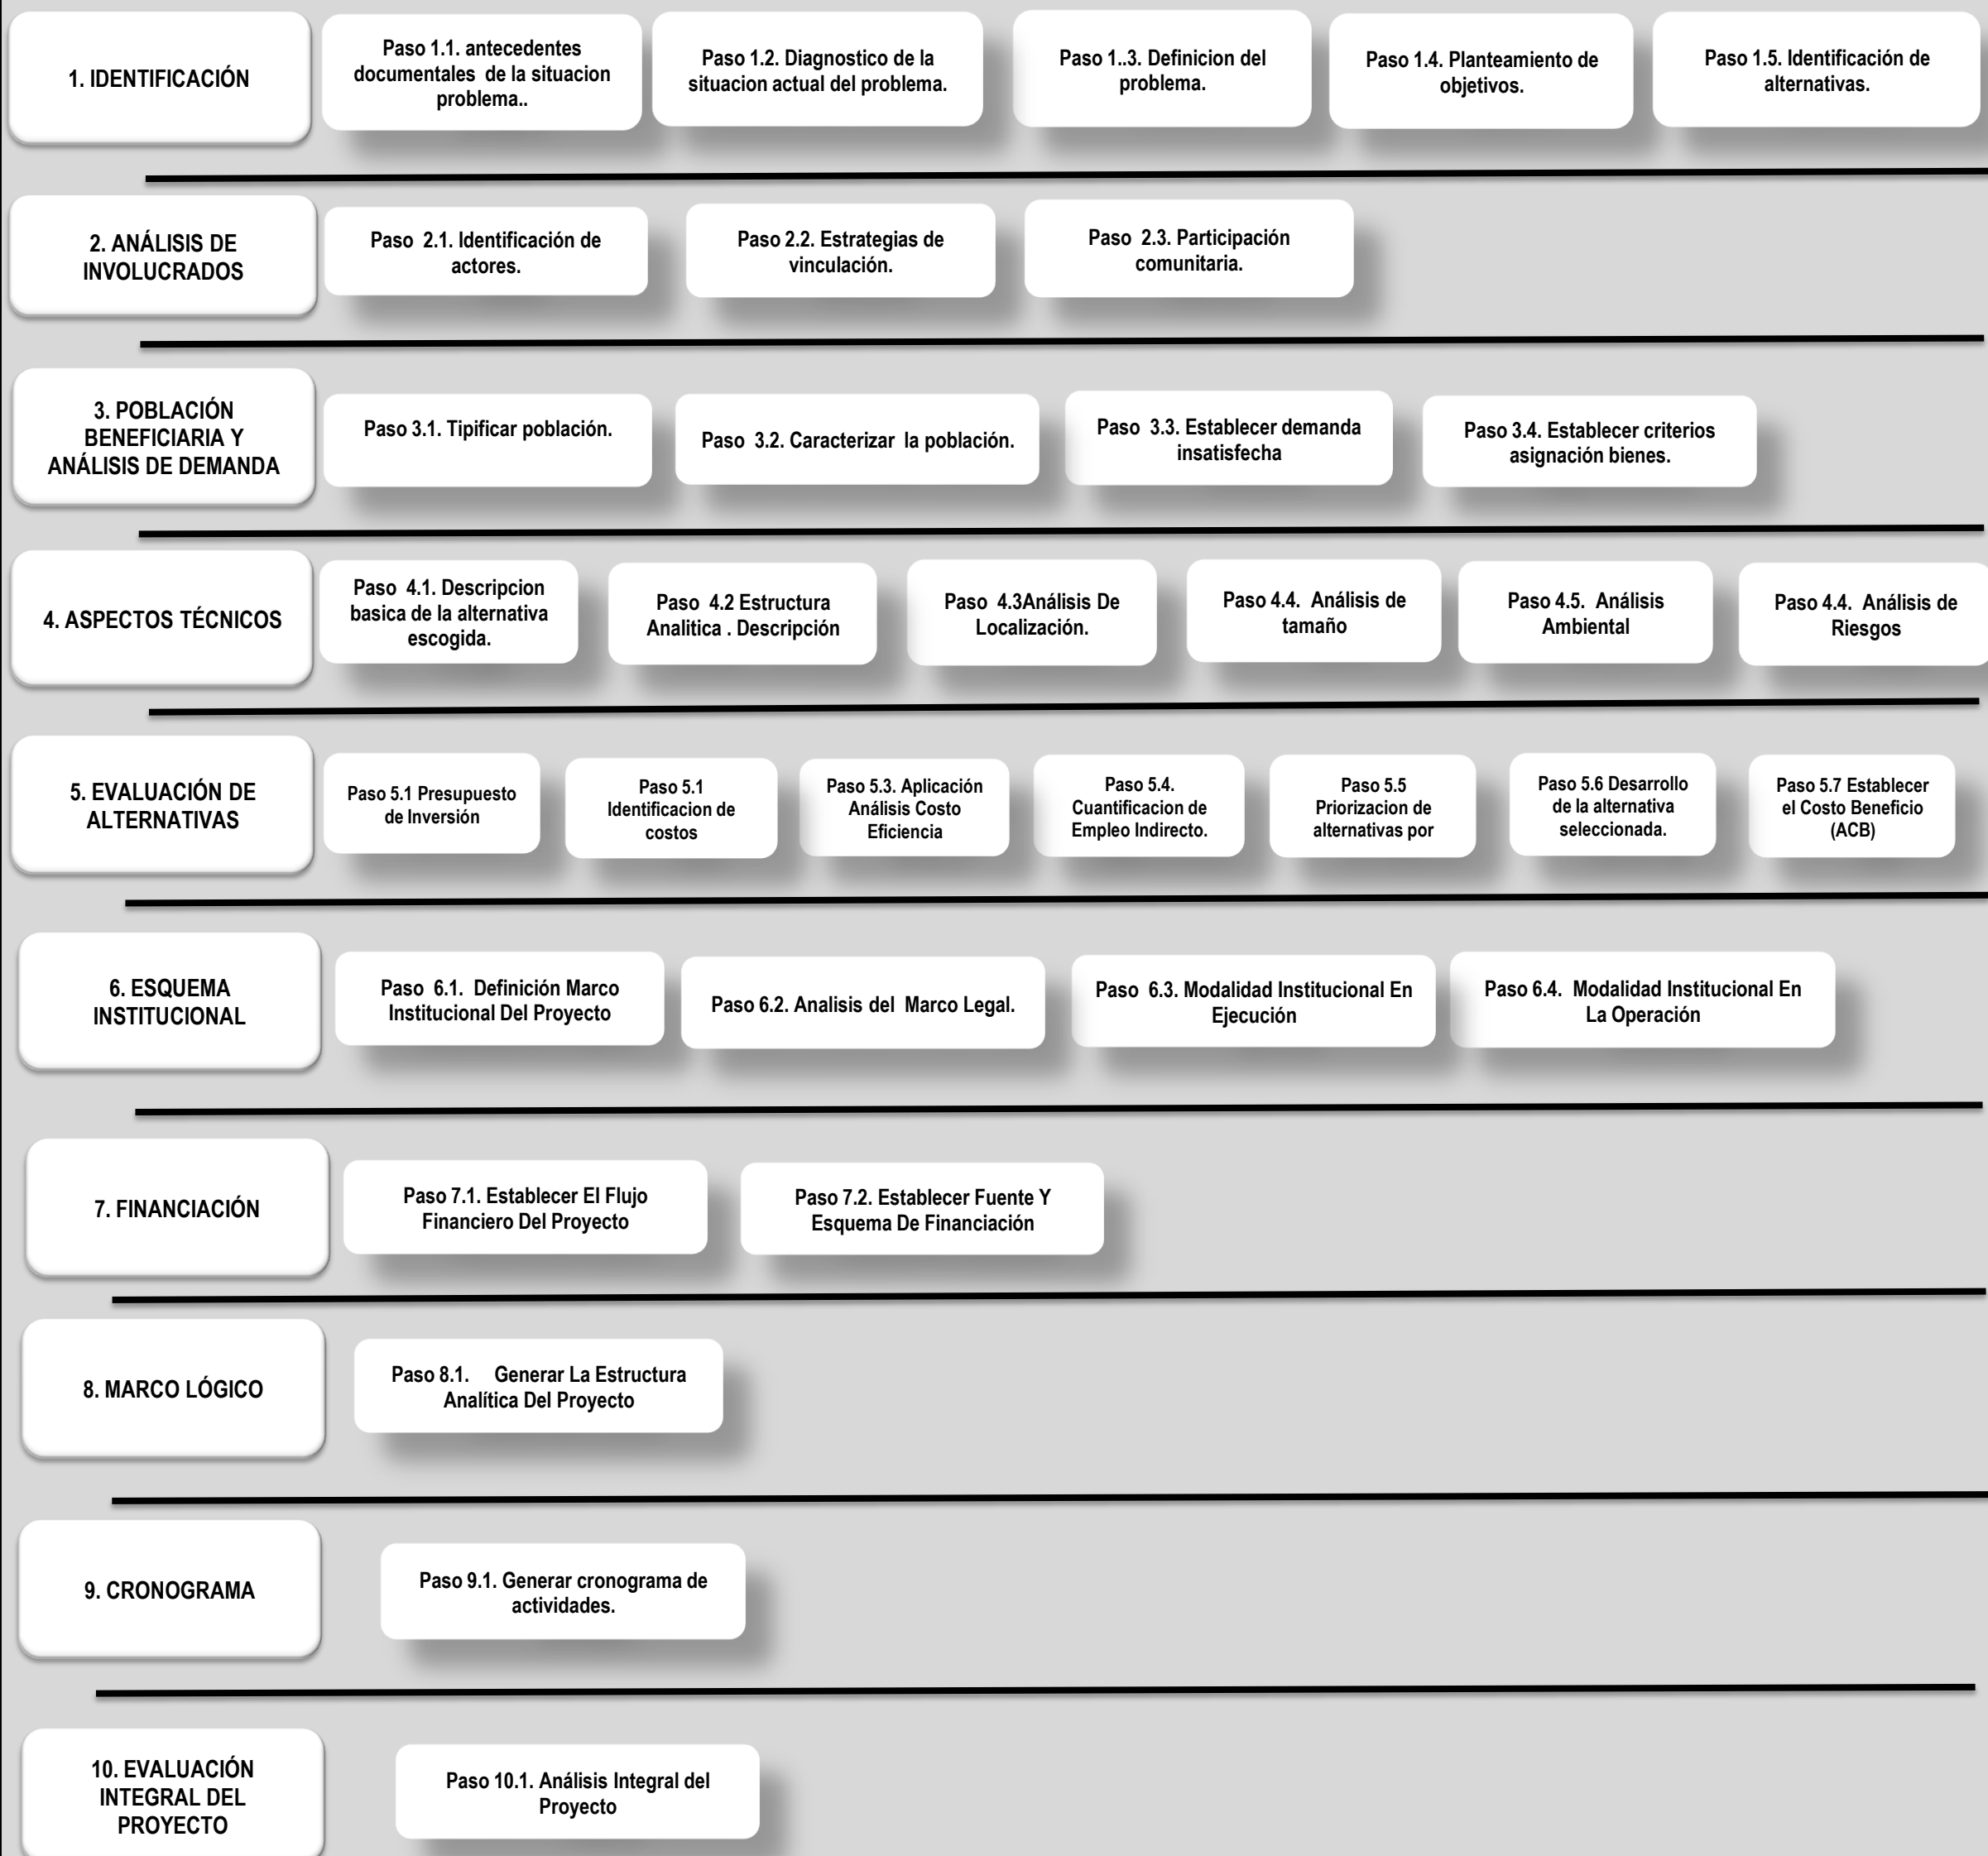 1. IDENTIFICACIÓN
Paso 1.1. antecedentes
documentales de la situacion
problema..
Paso 1.2. Diagnostico de la
situacion actual del problema.
Paso 1..3. Definicion del
problema.
Paso 1.4. Planteamiento de
objetivos.
Paso 1.5. Identificación de
alternativas.
2. ANÁLISIS DE
INVOLUCRADOS
Paso 2.1. Identificación de
actores.
Paso 2.2. Estrategias de
vinculación.
Paso 2.3. Participación
comunitaria.
3. POBLACIÓN
BENEFICIARIA Y
ANÁLISIS DE DEMANDA
Paso 3.1. Tipificar población.
Paso 3.2. Caracterizar la población.
Paso 3.3. Establecer demanda
insatisfecha
Paso 3.4. Establecer criterios
asignación bienes.
4. ASPECTOS TÉCNICOS
Paso 4.1. Descripcion
basica de la alternativa
escogida.
Paso 4.2 Estructura
Analitica . Descripción
Paso 4.3Análisis De
Localización.
Paso 4.4. Análisis de
tamaño
Paso 4.5. Análisis
Ambiental
Paso 4.4. Análisis de
Riesgos
5. EVALUACIÓN DE
ALTERNATIVAS
Paso 5.1 Presupuesto
de Inversión
Paso 5.1
Identificacion de
costos
Paso 5.3. Aplicación
Análisis Costo
Eficiencia
Paso 5.4.
Cuantificacion de
Empleo Indirecto.
Paso 5.5
Priorizacion de
alternativas por
Paso 5.6 Desarrollo
de la alternativa
seleccionada.
Paso 5.7 Establecer
el Costo Beneficio
(ACB)
6. ESQUEMA
INSTITUCIONAL
Paso 6.1. Definición Marco
Institucional Del Proyecto
Paso 6.2. Analisis del Marco Legal.
Paso 6.3. Modalidad Institucional En
Ejecución
Paso 6.4. Modalidad Institucional En
La Operación
7. FINANCIACIÓN
Paso 7.1. Establecer El Flujo
Financiero Del Proyecto
Paso 7.2. Establecer Fuente Y
Esquema De Financiación
8. MARCO LÓGICO
Paso 8.1. Generar La Estructura
Analítica Del Proyecto
9. CRONOGRAMA
Paso 9.1. Generar cronograma de
actividades.
10. EVALUACIÓN
INTEGRAL DEL
PROYECTO
Paso 10.1. Análisis Integral del
Proyecto